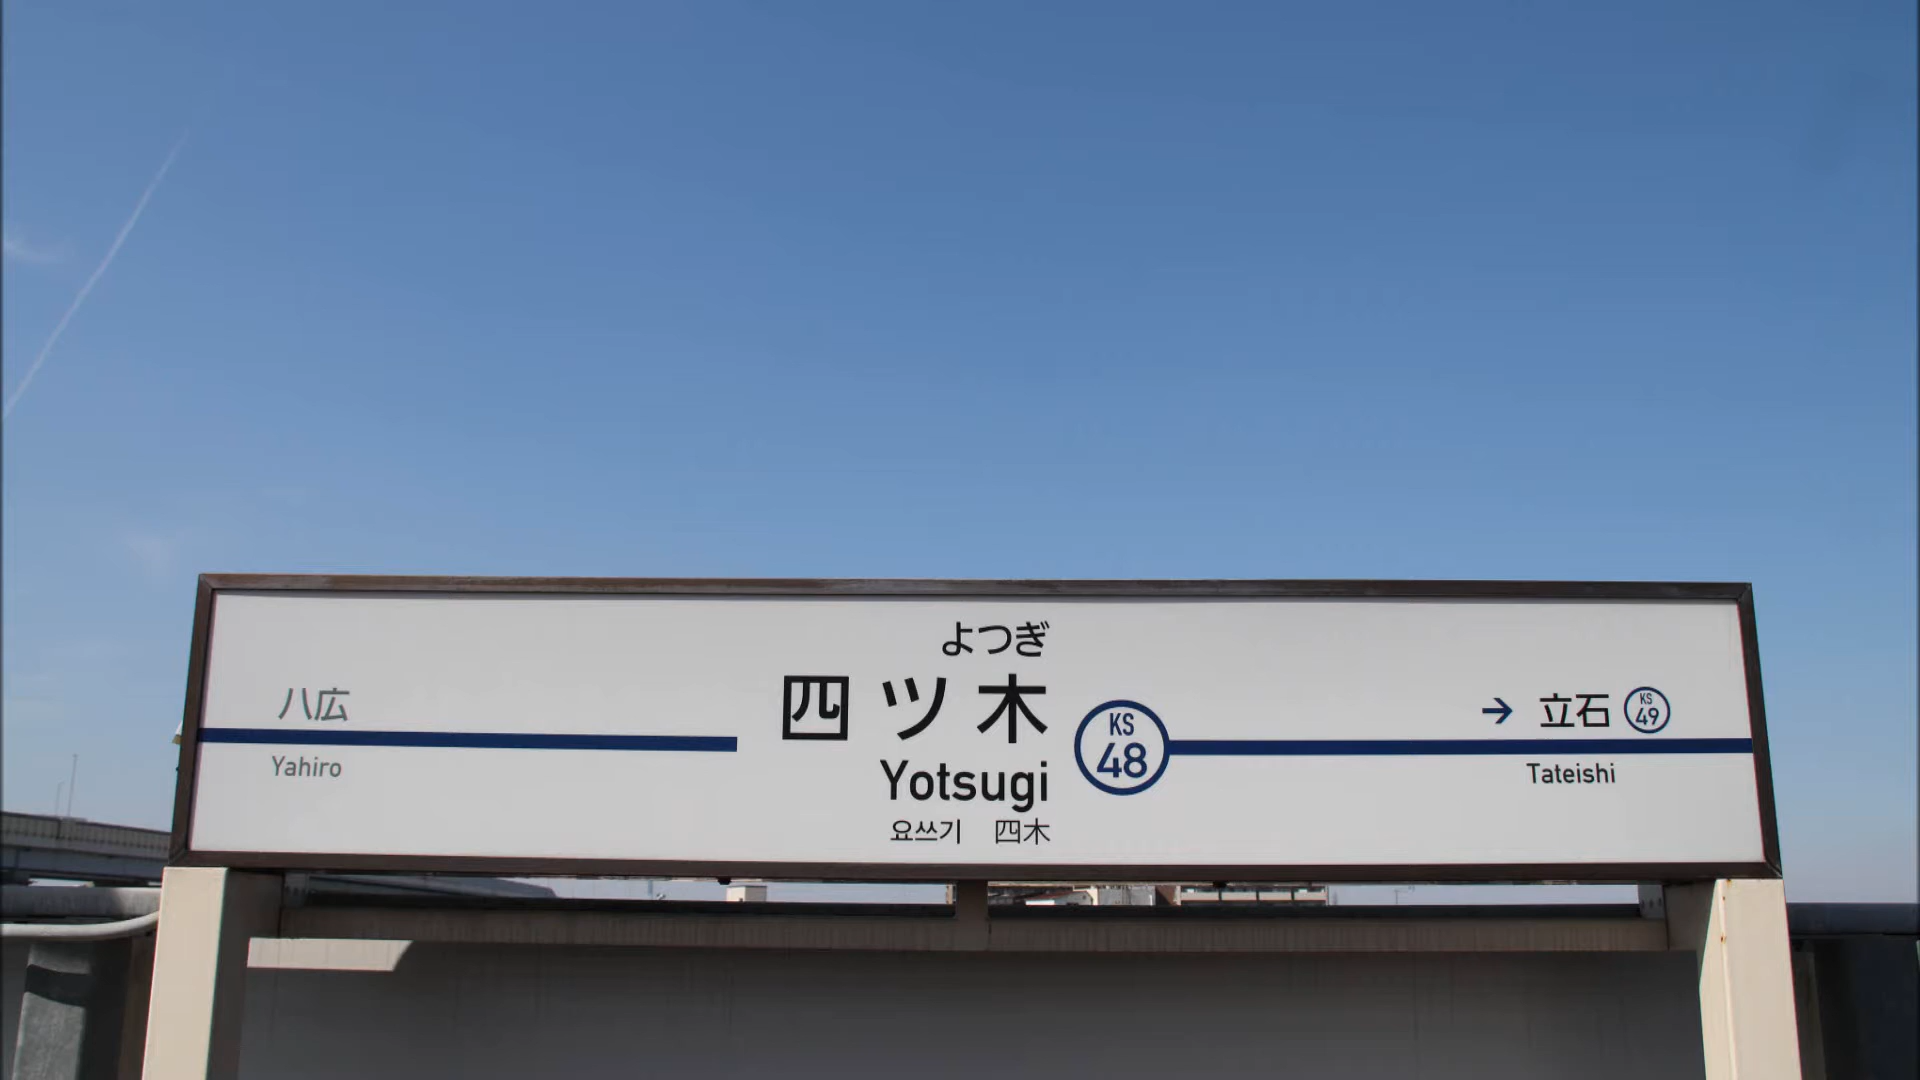 よつぎ
八広
四ツ木
KS
48
→ 立石
KS
49
Yahiro
Yotsugi
Tateishi
요쓰기 四木